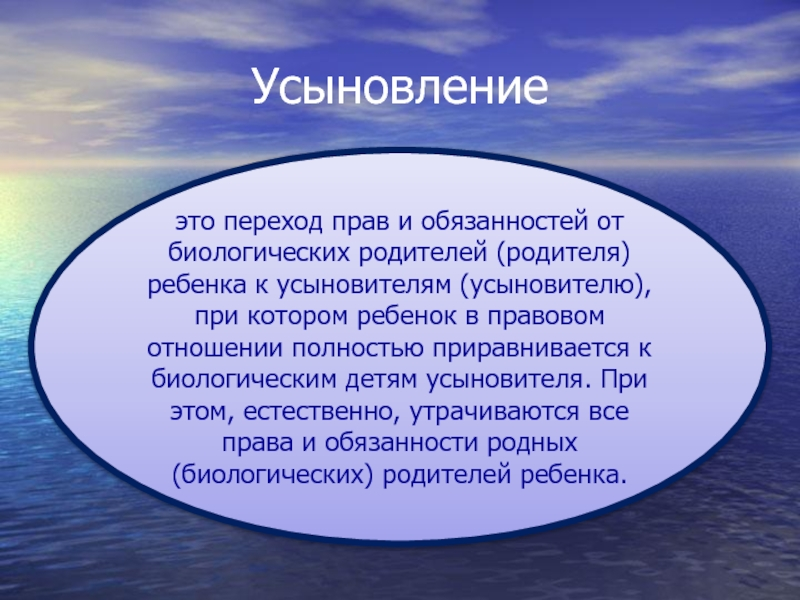 Усыновление
это переход прав и обязанностей от
биологических родителей (родителя)
ребенка к усыновителям (усыновителю),
при котором ребенок в правовом
отношении полностью приравнивается к
биологическим детям усыновителя. При
этом, естественно, утрачиваются все
права и обязанности родных
(биологических) родителей ребенка.